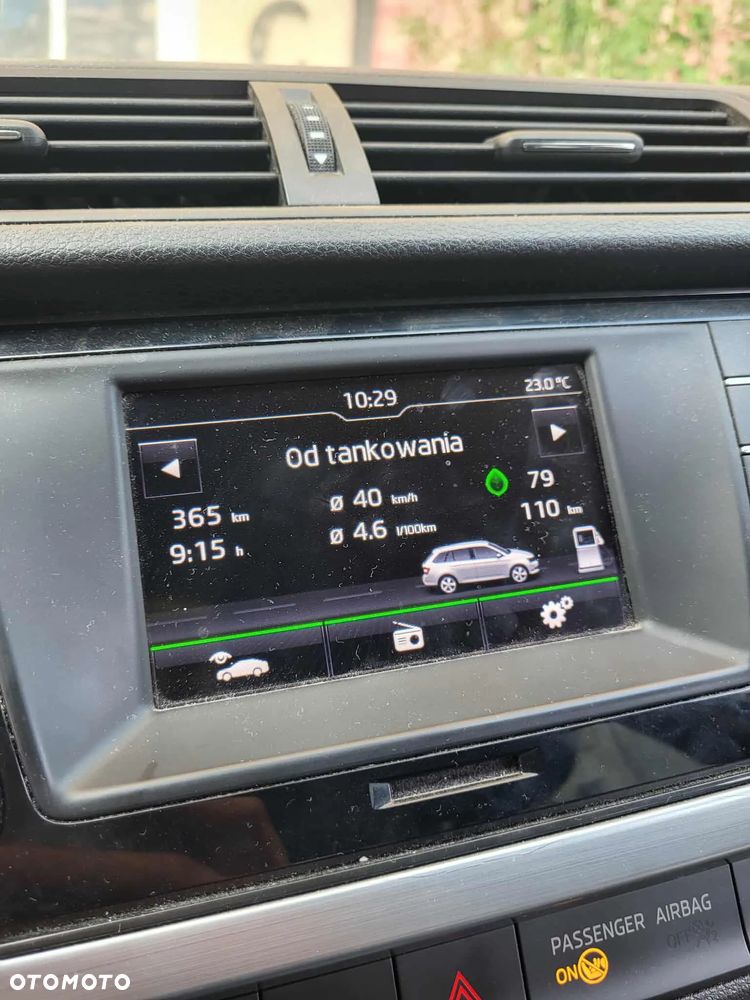 10:29
23.0 °C
Od tankowania
365 km
ø 40 km/h
79
9:15 h
ø 4.6 l/100km
110 km
PASSENGER AIRBAG
ON
OFF
2
OTOMOTO